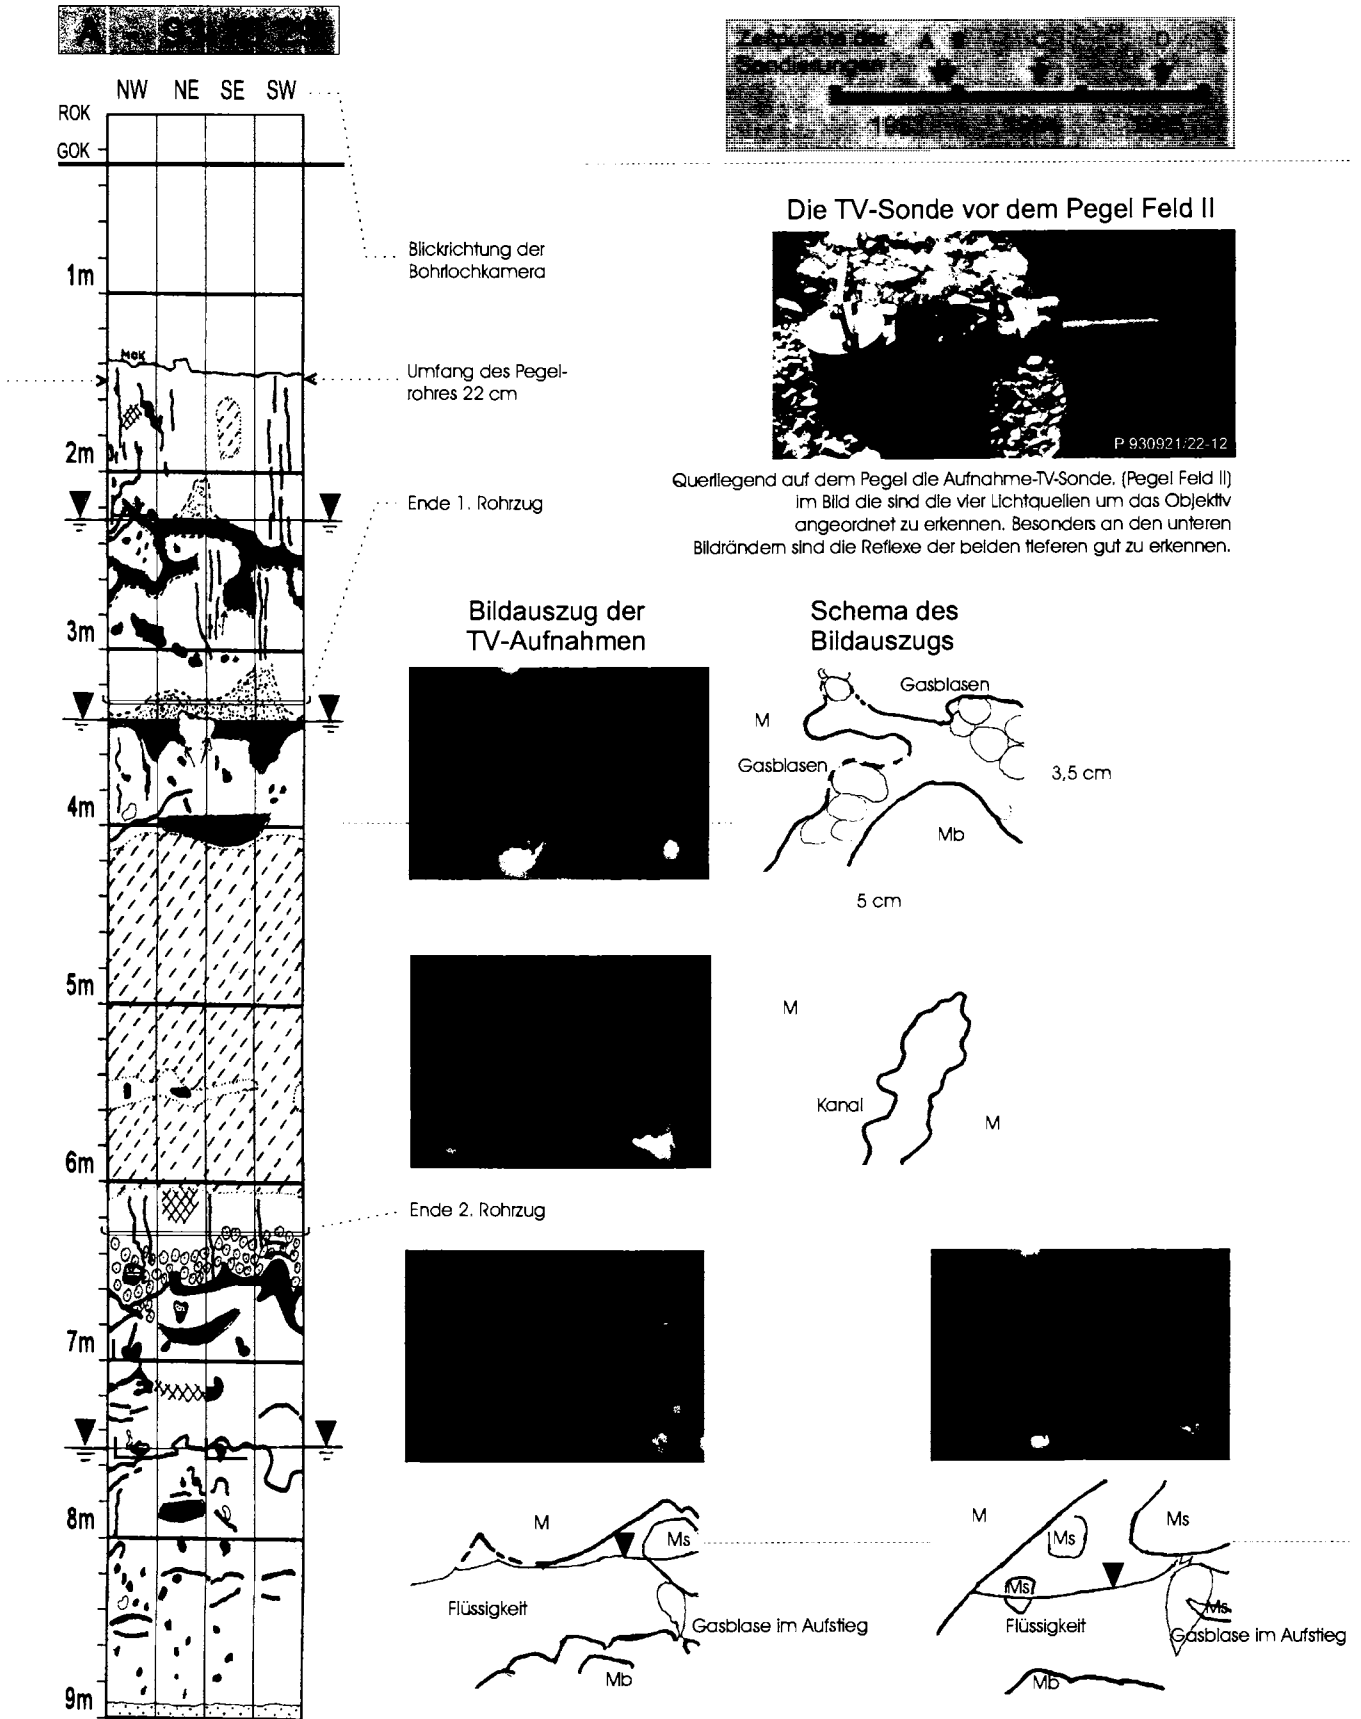 NW NE SE SW
ROK
GOK
1m
MOK
2m
3m
4m
5m
6m
7m
8m
9m
Blickrichtung der
Bohrlochkamera
Umfang des Pegel-
rohres 22 cm
Ende 1. Rohrzug
Ende 2. Rohrzug
Zeitpunkte der
Sondierungen
A B C D
Die TV-Sonde vor dem Pegel Feld II
P 930921/22-12
Querliegend auf dem Pegel die Aufnahme-TV-Sonde. (Pegel Feld II)
im Bild die sind die vier Lichtquellen um das Objektiv
angeordnet zu erkennen. Besonders an den unteren
Bildrändern sind die Reflexe der beiden tieferen gut zu erkennen.
Bildauszug der
TV-Aufnahmen
Schema des
Bildauszugs
Gasblasen
M
Gasblasen
3,5 cm
Mb
5 cm
M
Kanal
M
M
Ms
Flüssigkeit
Gasblase im Aufstieg
Mb
M
Ms
Ms
Ms
Ms
Flüssigkeit
Gasblase im Aufstieg
Mb